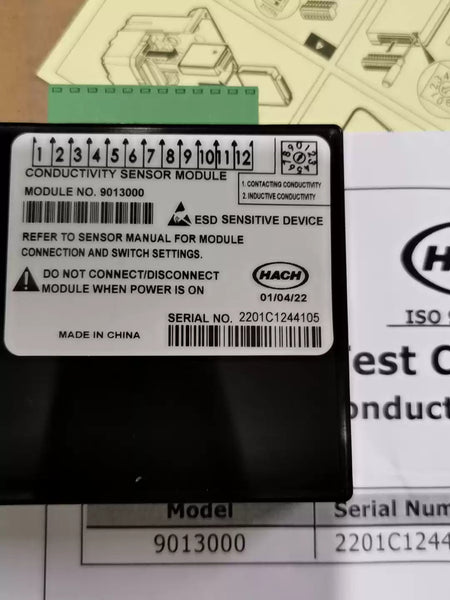 1 2 3 4 5 6 7 8 9 10 11 12
CONDUCTIVITY SENSOR MODULE
MODULE NO. 9013000
1. CONTACTING CONDUCTIVITY
2. INDUCTIVE CONDUCTIVITY
ESD SENSITIVE DEVICE
REFER TO SENSOR MANUAL FOR MODULE
CONNECTION AND SWITCH SETTINGS.
DO NOT CONNECT/DISCONNECT
MODULE WHEN POWER IS ON
HACH
01/04/22
SERIAL NO. 2201C1244105
MADE IN CHINA
H
ISO 9
est C
onduct
Model Serial Num
9013000 2201C1244